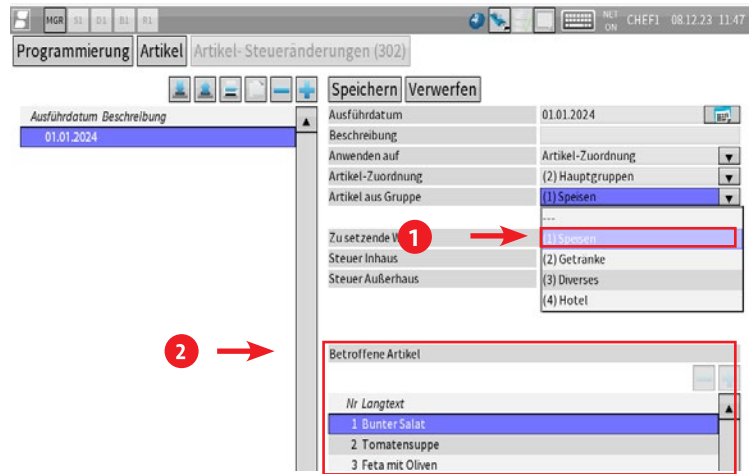 MGR S1 D1 B1 R1 NET ON CHEF1 08.12.23 11:47
Programmierung Artikel Artikel-Steueränderungen (302)
Speichern Verwerfen
Ausführdatum Beschreibung
01.01.2024
Ausführdatum 01.01.2024
Beschreibung
Anwenden auf Artikel-Zuordnung
Artikel-Zuordnung (2) Hauptgruppen
Artikel aus Gruppe (1) Speisen
---
Zu setzende W 1 (1) Speisen
Steuer Inhaus (2) Getränke
Steuer Außerhaus (3) Diverses
(4) Hotel
2
Betroffene Artikel
Nr Langtext
1 Bunter Salat
2 Tomatensuppe
3 Feta mit Oliven